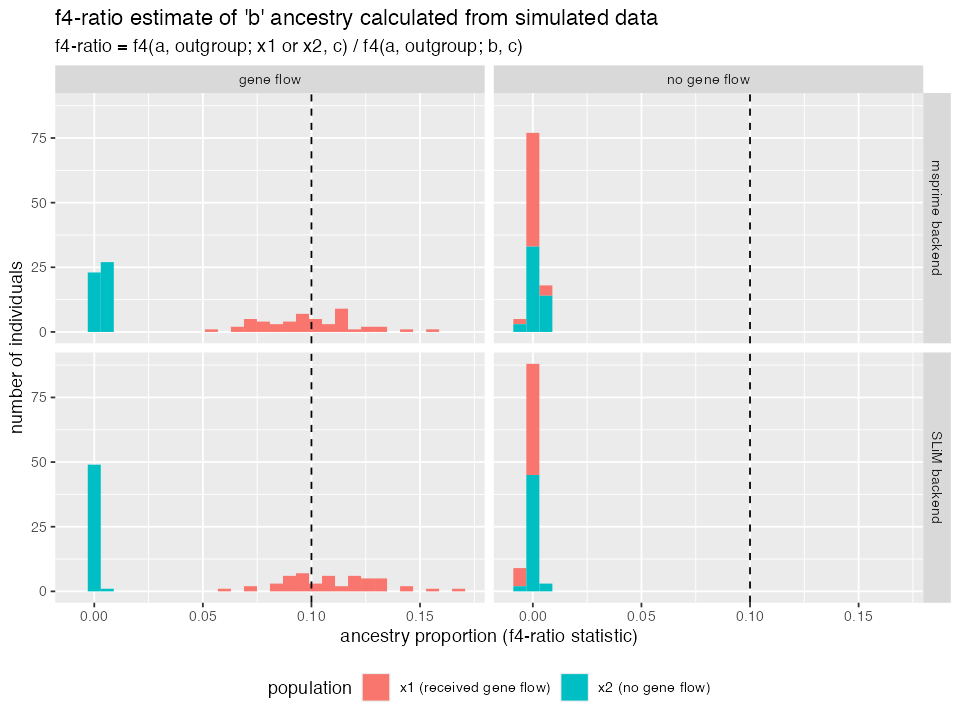 f4-ratio estimate of 'b' ancestry calculated from simulated data
f4-ratio = f4(a, outgroup; x1 or x2, c) / f4(a, outgroup; b, c)
gene flow
no gene flow
75
50
25
0
msprime backend
75
50
25
0
SLiM backend
number of individuals
0.00
0.05
0.10
0.15
0.00
0.05
0.10
0.15
ancestry proportion (f4-ratio statistic)
population
x1 (received gene flow)
x2 (no gene flow)